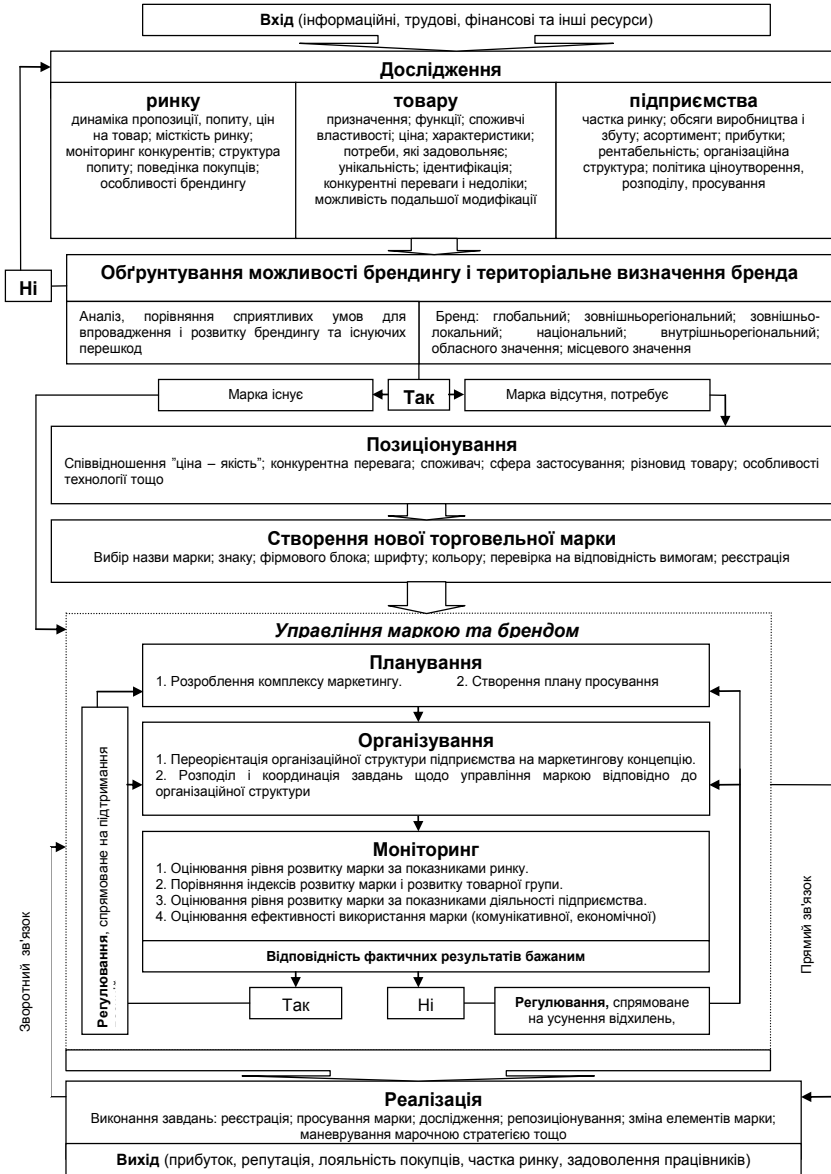 Вхід (інформаційні, трудові, фінансові та інші ресурси)
Дослідження
ринку
динаміка пропозиції, попиту, цін
на товар; місткість ринку;
моніторинг конкурентів; структура
попиту; поведінка покупців;
особливості брендингу
товару
призначення; функції; споживчі
властивості; ціна; характеристики;
потреби, які задовольняє;
унікальність; ідентифікація;
конкурентні переваги і недоліки;
можливість подальшої модифікації
підприємства
частка ринку; обсяги виробництва і
збуту; асортимент; прибутки;
рентабельність; організаційна
структура; політика ціноутворення,
розподілу, просування
Ні
Обґрунтування можливості брендингу і територіальне визначення бренда
Аналіз, порівняння сприятливих умов для
впровадження і розвитку брендингу та існуючих
перешкод
Бренд: глобальний; зовнішньорегіональний; зовнішньо-
локальний; національний; внутрішньорегіональний;
обласного значення; місцевого значення
Марка існує
Так
Марка відсутня, потребує
Позиціонування
Співвідношення ”ціна – якість”; конкурентна перевага; споживач; сфера застосування; різновид товару; особливості
технології тощо
Створення нової торговельної марки
Вибір назви марки; знаку; фірмового блока; шрифту; кольору; перевірка на відповідність вимогам; реєстрація
Управління маркою та брендом
Планування
1. Розроблення комплексу маркетингу. 2. Створення плану просування
Організування
1. Переорієнтація організаційної структури підприємства на маркетингову концепцію.
2. Розподіл і координація завдань щодо управління маркою відповідно до
організаційної структури
Моніторинг
1. Оцінювання рівня розвитку марки за показниками ринку.
2. Порівняння індексів розвитку марки і розвитку товарної групи.
3. Оцінювання рівня розвитку марки за показниками діяльності підприємства.
4. Оцінювання ефективності використання марки (комунікативної, економічної)
Відповідність фактичних результатів бажаним
Так
Ні
Регулювання, спрямоване
на усунення відхилень,
Регулювання, спрямоване на підтримання
Зворотний зв’язок
Прямий зв’язок
Реалізація
Виконання завдань: реєстрація; просування марки; дослідження; репозиціонування; зміна елементів марки;
маневрування марочною стратегією тощо
Вихід (прибуток, репутація, лояльність покупців, частка ринку, задоволення працівників)